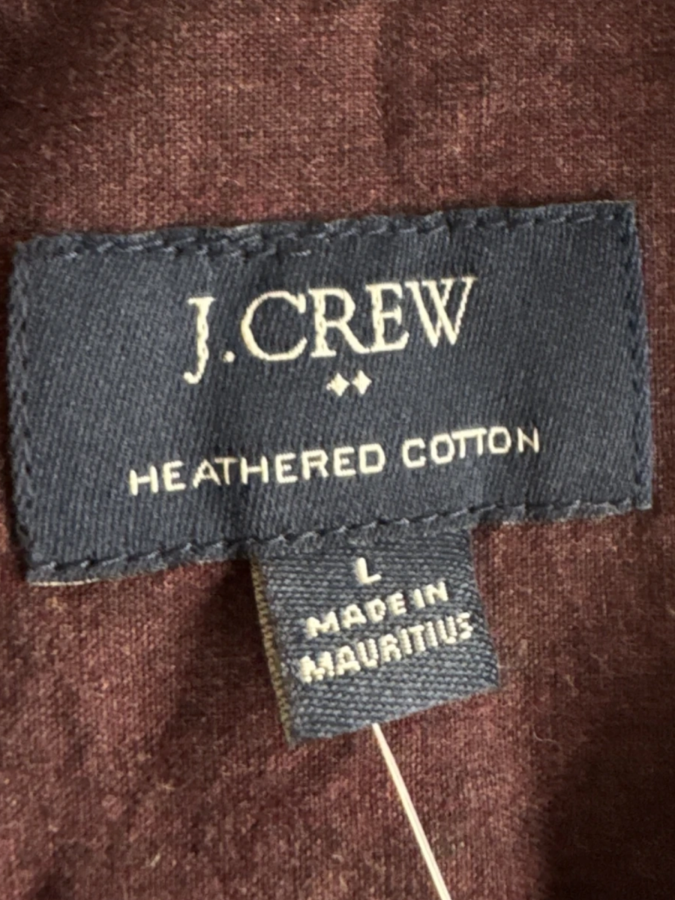 J.CREW
HEATHERED COTTON
L
MADE IN
MAURITIUS